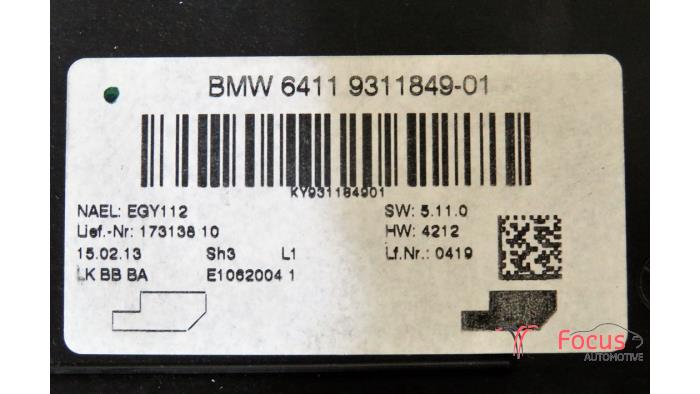 BMW 6411 9311849-01
KY931184901
NAEL: EGY112
SW: 5.11.0
Lief.-Nr: 173138 10
HW: 4212
15.02.13 Sh3 L1
Lf.Nr.: 0419
LK BB BA E1062004 1
Focus
AUTOMOTIVE